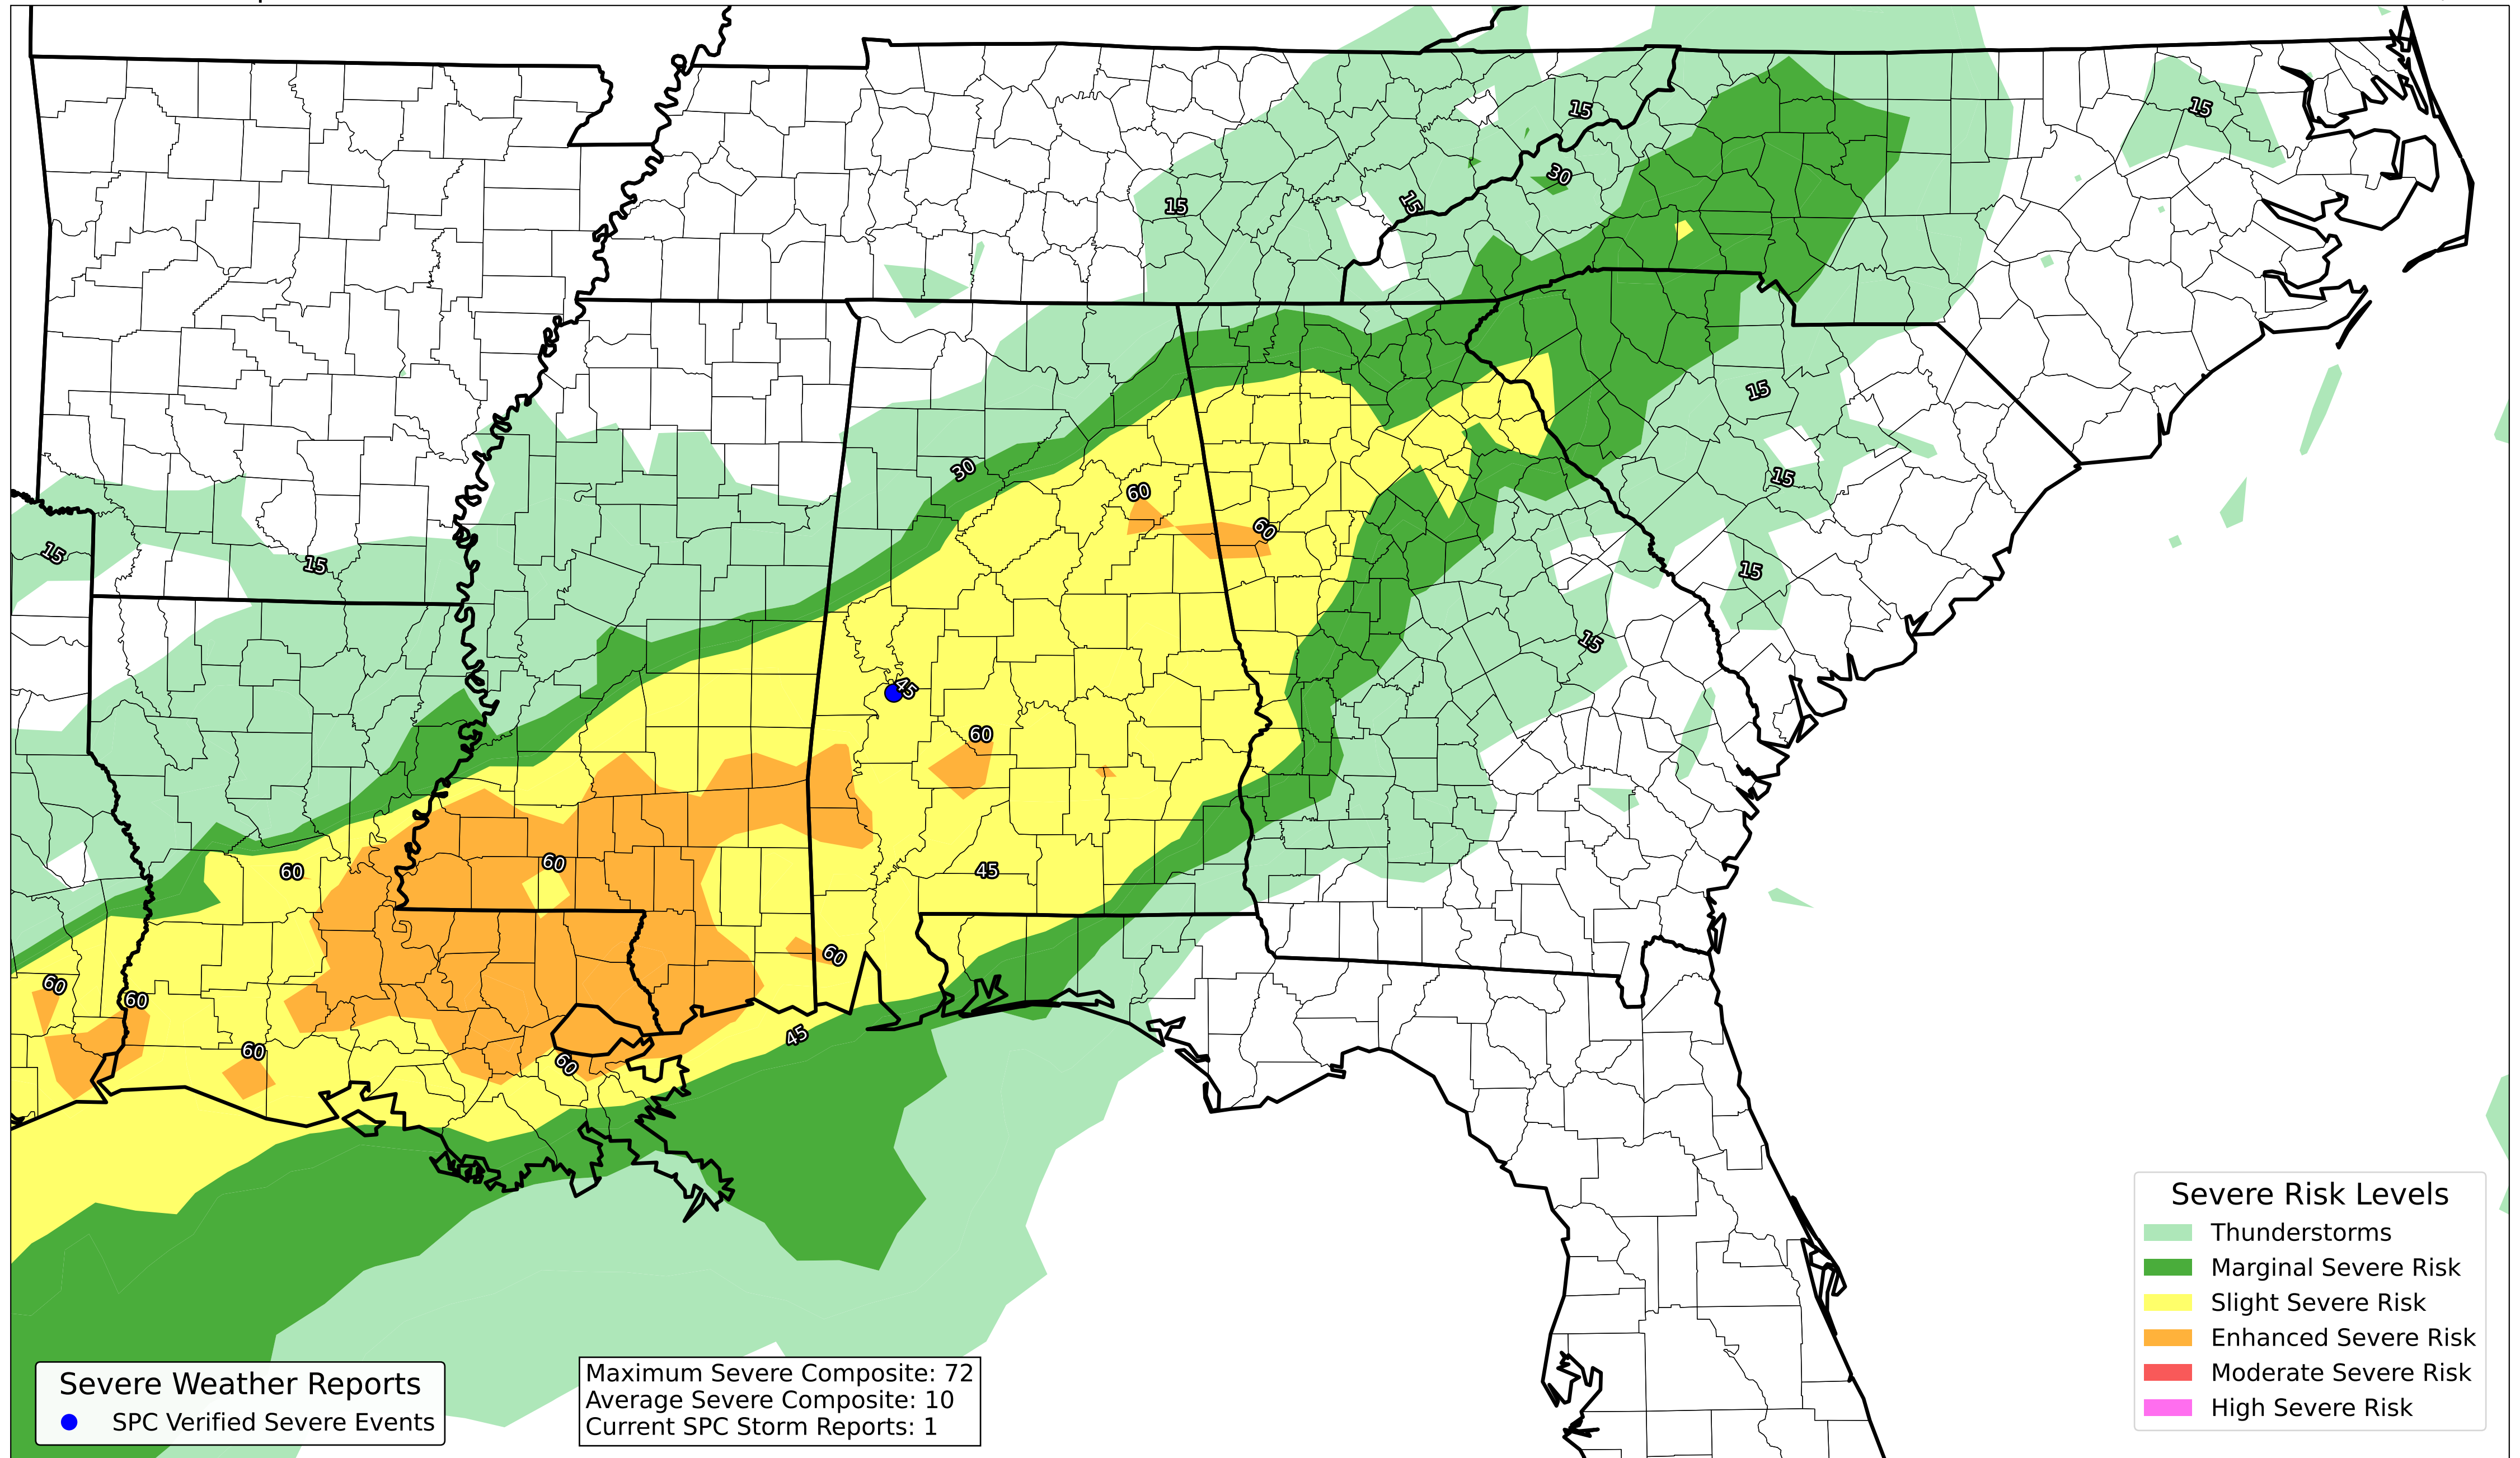 15
15
30
15
15
15
30
15
60
15
60
15
15
15
15
45
60
60
60
45
60
60
60
45
60
60
Severe Risk Levels
Thunderstorms
Marginal Severe Risk
Slight Severe Risk
Enhanced Severe Risk
Moderate Severe Risk
High Severe Risk
Severe Weather Reports
SPC Verified Severe Events
Maximum Severe Composite: 72
Average Severe Composite: 10
Current SPC Storm Reports: 1